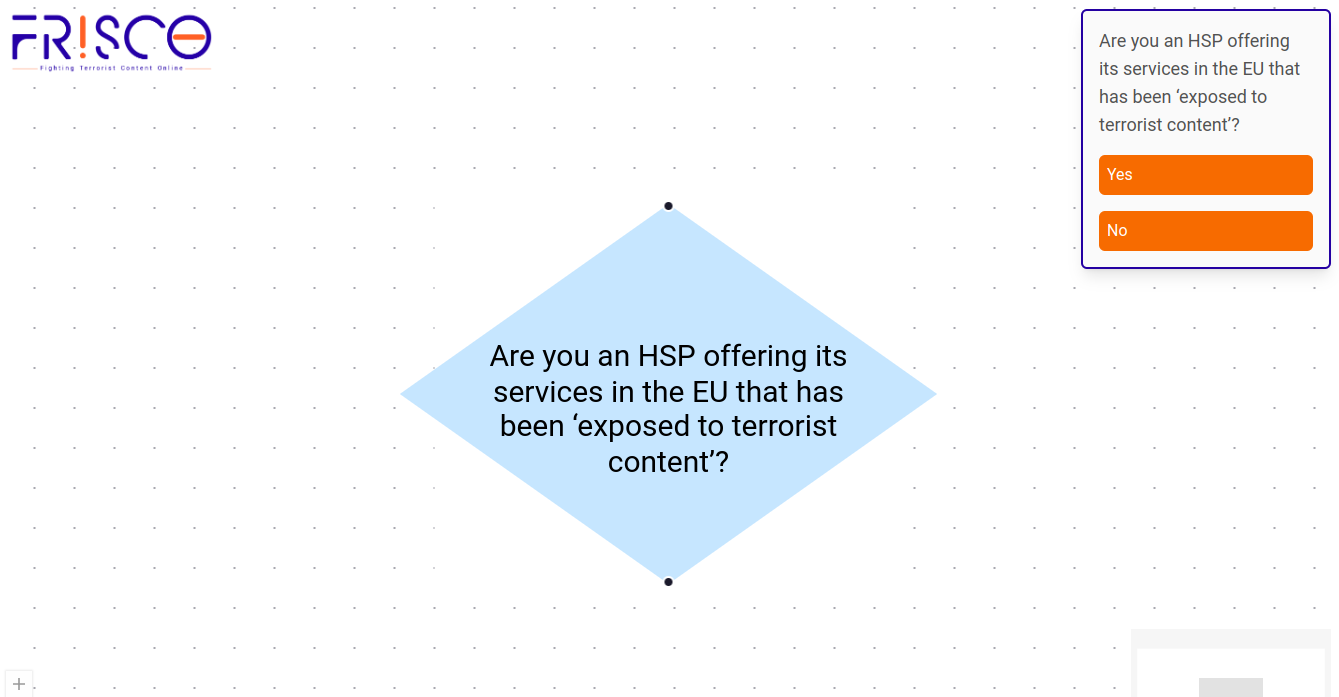 FR!SCO
Fighting Terrorist Content Online
Are you an HSP offering
its services in the EU that
has been ‘exposed to
terrorist content’?
Yes
No
Are you an HSP offering its
services in the EU that has
been ‘exposed to terrorist
content’?